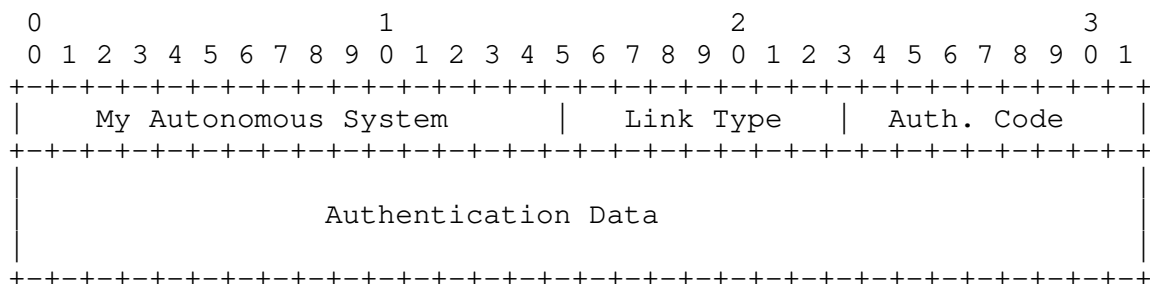 0                   1                   2                   3
 0 1 2 3 4 5 6 7 8 9 0 1 2 3 4 5 6 7 8 9 0 1 2 3 4 5 6 7 8 9 0 1
+-+-+-+-+-+-+-+-+-+-+-+-+-+-+-+-+-+-+-+-+-+-+-+-+-+-+-+-+-+-+-+-+
|    My Autonomous System      |   Link Type   |  Auth. Code    |
+-+-+-+-+-+-+-+-+-+-+-+-+-+-+-+-+-+-+-+-+-+-+-+-+-+-+-+-+-+-+-+-+
|                                                               |
|                 Authentication Data                           |
|                                                               |
+-+-+-+-+-+-+-+-+-+-+-+-+-+-+-+-+-+-+-+-+-+-+-+-+-+-+-+-+-+-+-+-+